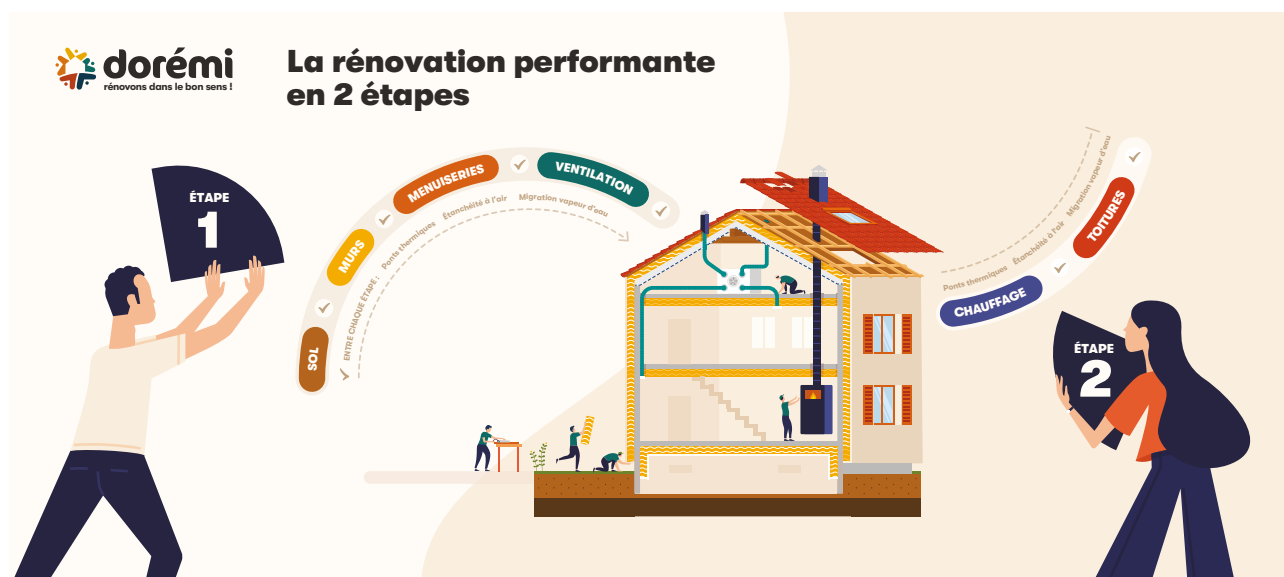 dorémi
rénovons dans le bon sens !
La rénovation performante
en 2 étapes
ÉTAPE
1
SOL
MURS
MENUISERIES
VENTILATION
ENTRE CHAQUE ÉTAPE : Ponts thermiques Étanchéité à l'air Migration vapeur d'eau
ÉTAPE
2
CHAUFFAGE
TOITURES
Ponts thermiques Étanchéité à l'air Migration vapeur d'eau